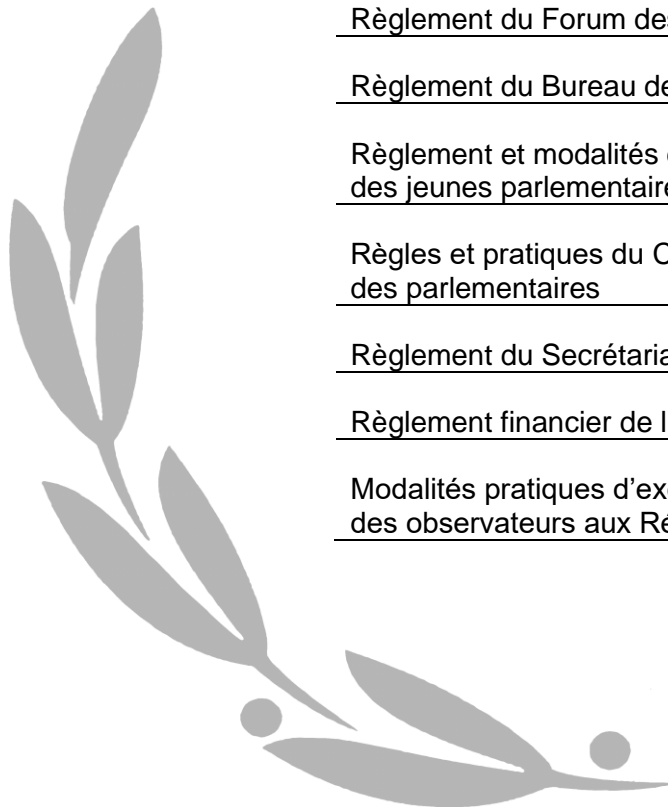 Règlement du Forum des
Règlement du Bureau de
Règlement et modalités
des jeunes parlementaire
Règles et pratiques du
des parlementaires
Règlement du Secrétaria
Règlement financier de l
Modalités pratiques d’ex
des observateurs aux Ré